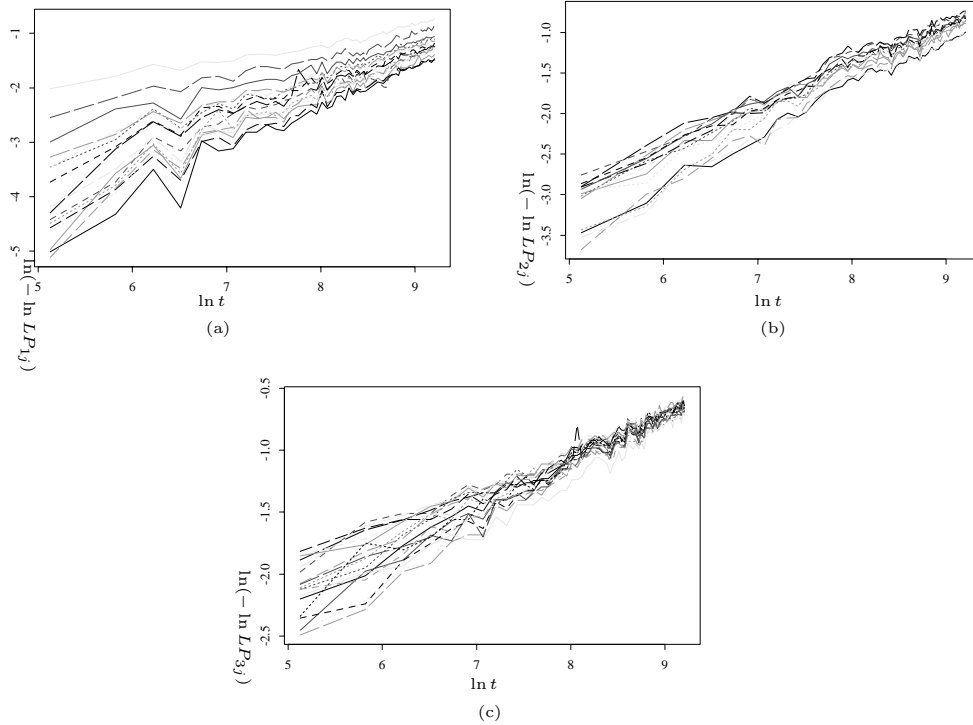 -1
-2
-3
-4
-5
5 6 7 8 9
ln(− ln LP1j)
ln t
(a)
-1.0
-1.5
-2.0
-2.5
-3.0
-3.5
5 6 7 8 9
ln(− ln LP2j)
ln t
(b)
-0.5
-1.0
-1.5
-2.0
-2.5
5 6 7 8 9
ln(− ln LP3j)
ln t
(c)